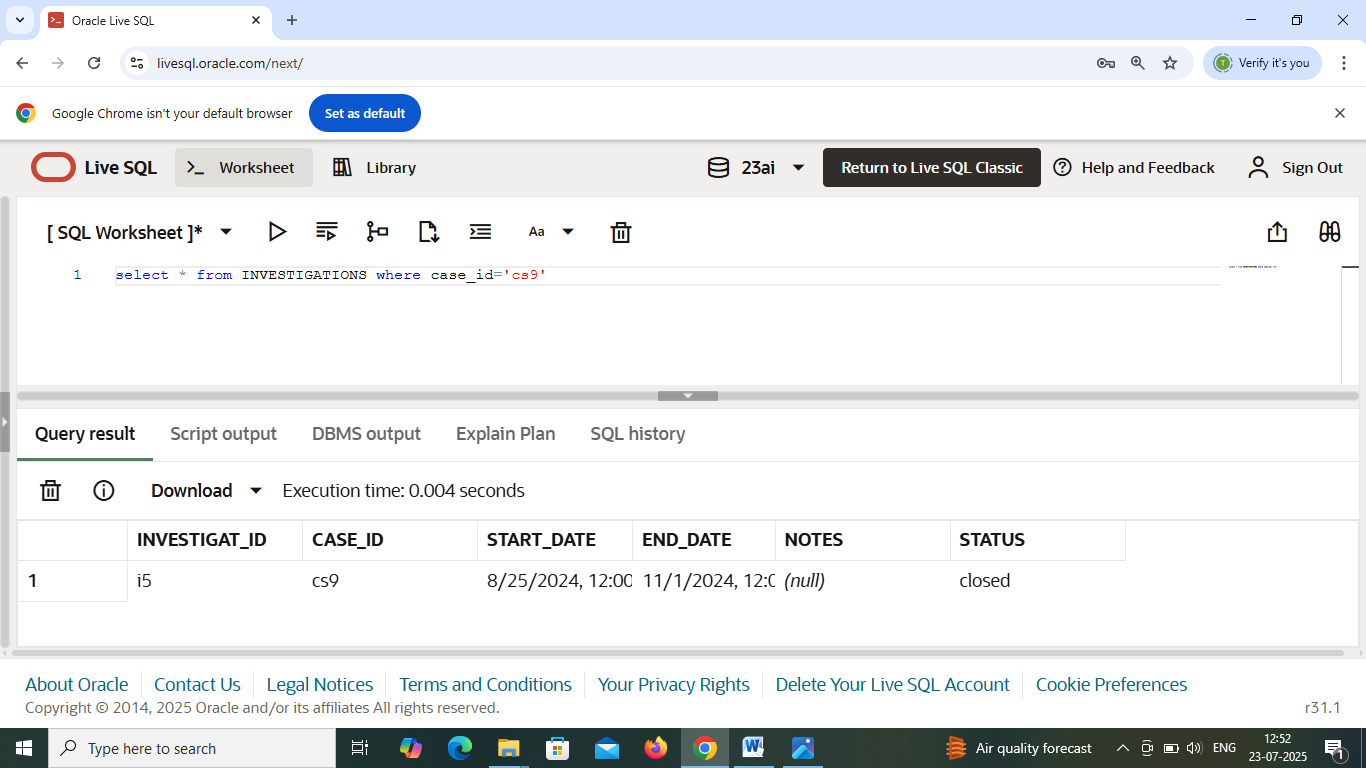 Oracle Live SQL
livesql.oracle.com/next/
T
Verify it's you
Google Chrome isn't your default browser
Set as default
Live SQL
Worksheet
Library
23ai
Return to Live SQL Classic
Help and Feedback
Sign Out
[ SQL Worksheet ]*
Aa
1 select * from INVESTIGATIONS where case_id='cs9'
Query result
Script output
DBMS output
Explain Plan
SQL history
Download
Execution time: 0.004 seconds
INVESTIGAT_ID CASE_ID START_DATE END_DATE NOTES STATUS
1 i5 cs9 8/25/2024, 12:00 11/1/2024, 12:0 (null) closed
About Oracle
Contact Us
Legal Notices
Terms and Conditions
Your Privacy Rights
Delete Your Live SQL Account
Cookie Preferences
Copyright © 2014, 2025 Oracle and/or its affiliates All rights reserved.
r31.1
Type here to search
Air quality forecast
ENG
12:52
23-07-2025
1